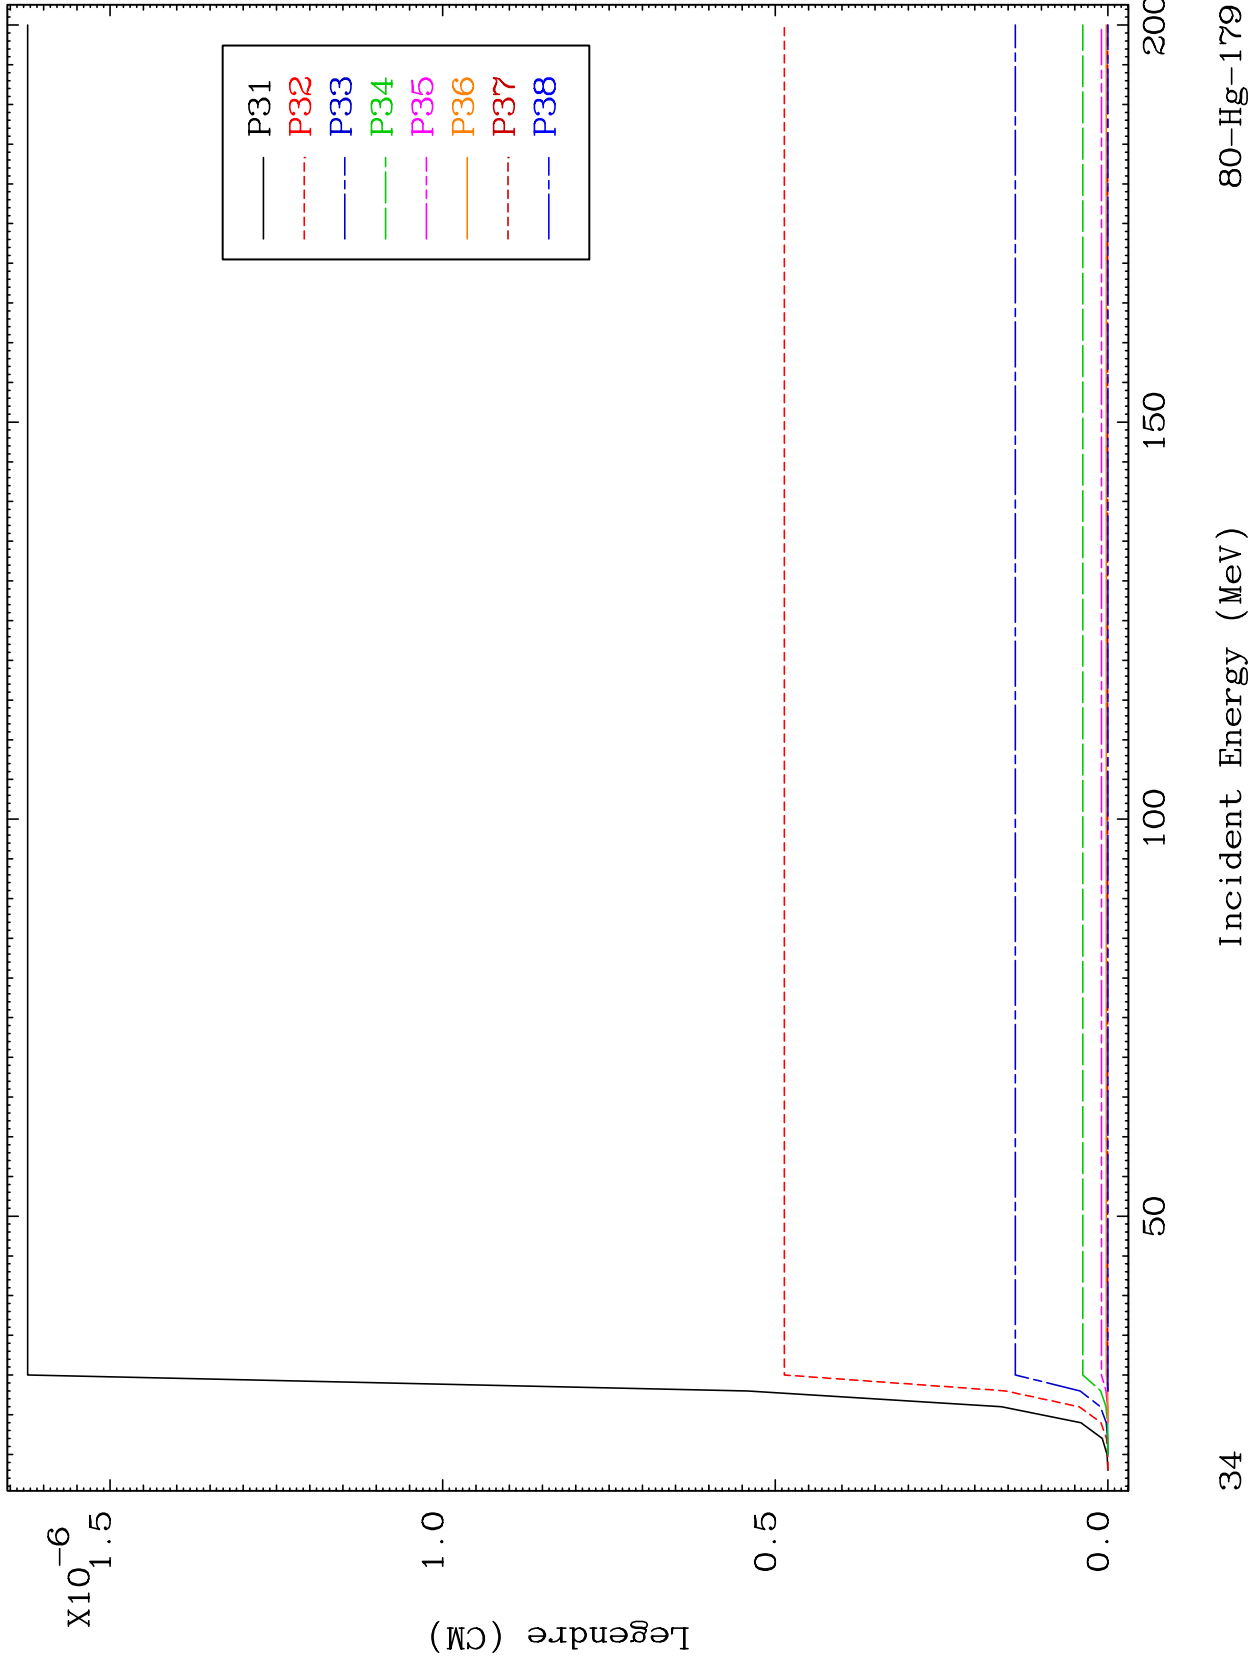 X10-6
1.5
1.0
0.5
0.0
Legendre (CM)
P31
P32
P33
P34
P35
P36
P37
P38
50
100
150
200
34
Incident Energy (MeV)
80-Hg-179